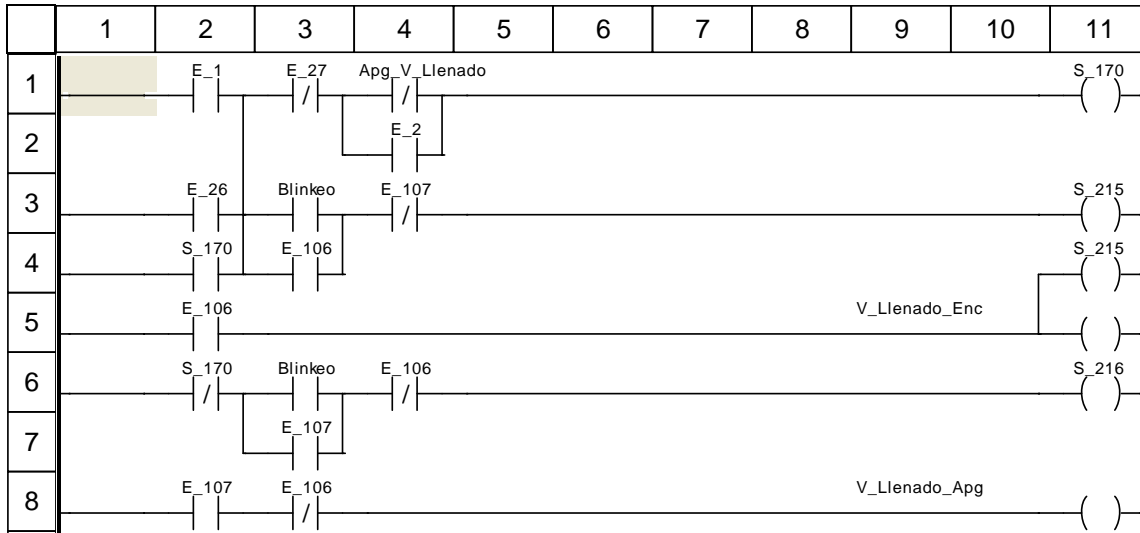 1 2 3 4 5 6 7 8 9 10 11
1 E_1 E_27 Apg_V_Llenado S_170
2 E_2
3 E_26 Blinkeo E_107 S_215
4 S_170 E_106 S_215
5 E_106 V_Llenado_Enc
6 S_170 Blinkeo E_106 S_216
7 E_107
8 E_107 E_106 V_Llenado_Apg